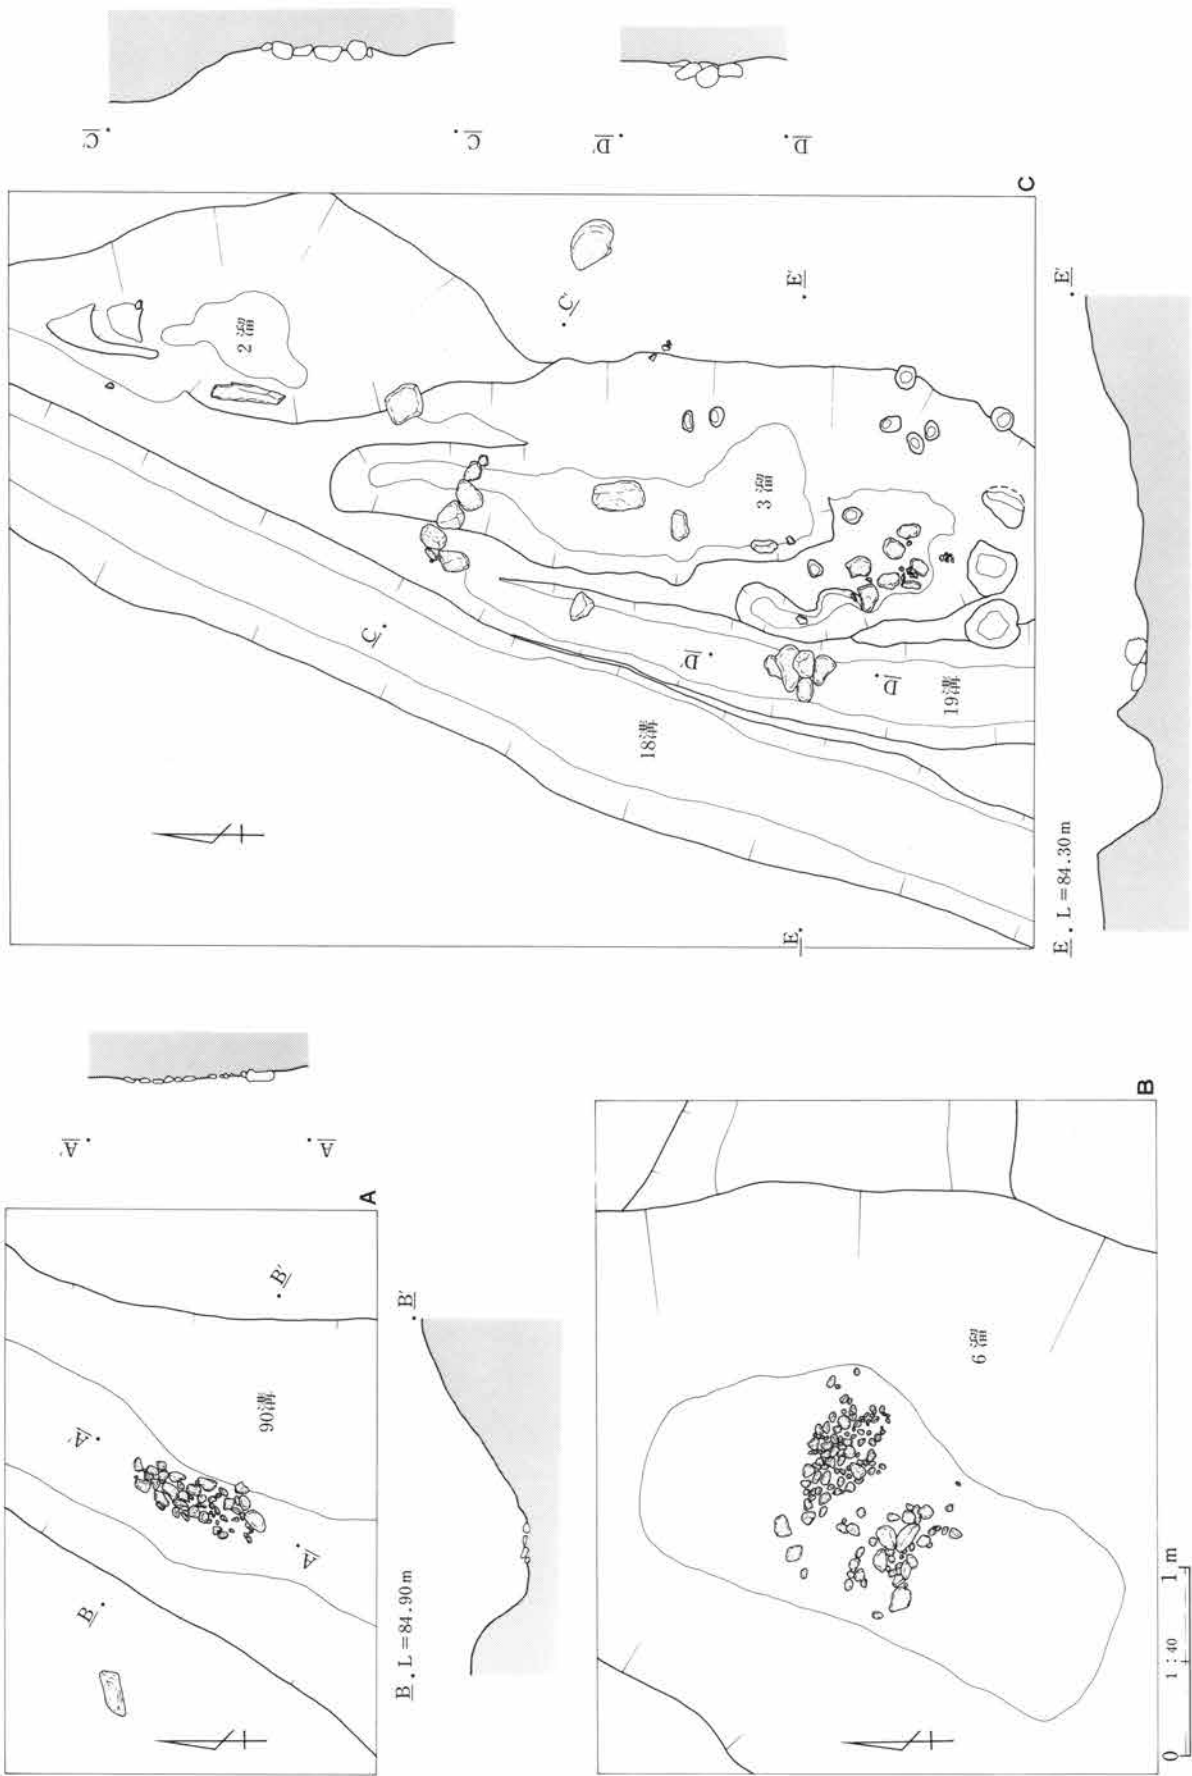 C'
C
D'
D
C
2溜
C'
E'
3溜
C
D'
D
19溝
18溝
E
E L=84.30m
E'
A'
A
A
B'
90溝
A'
A
B
B L=84.90m
B'
B
6溜
0 1:40 1m